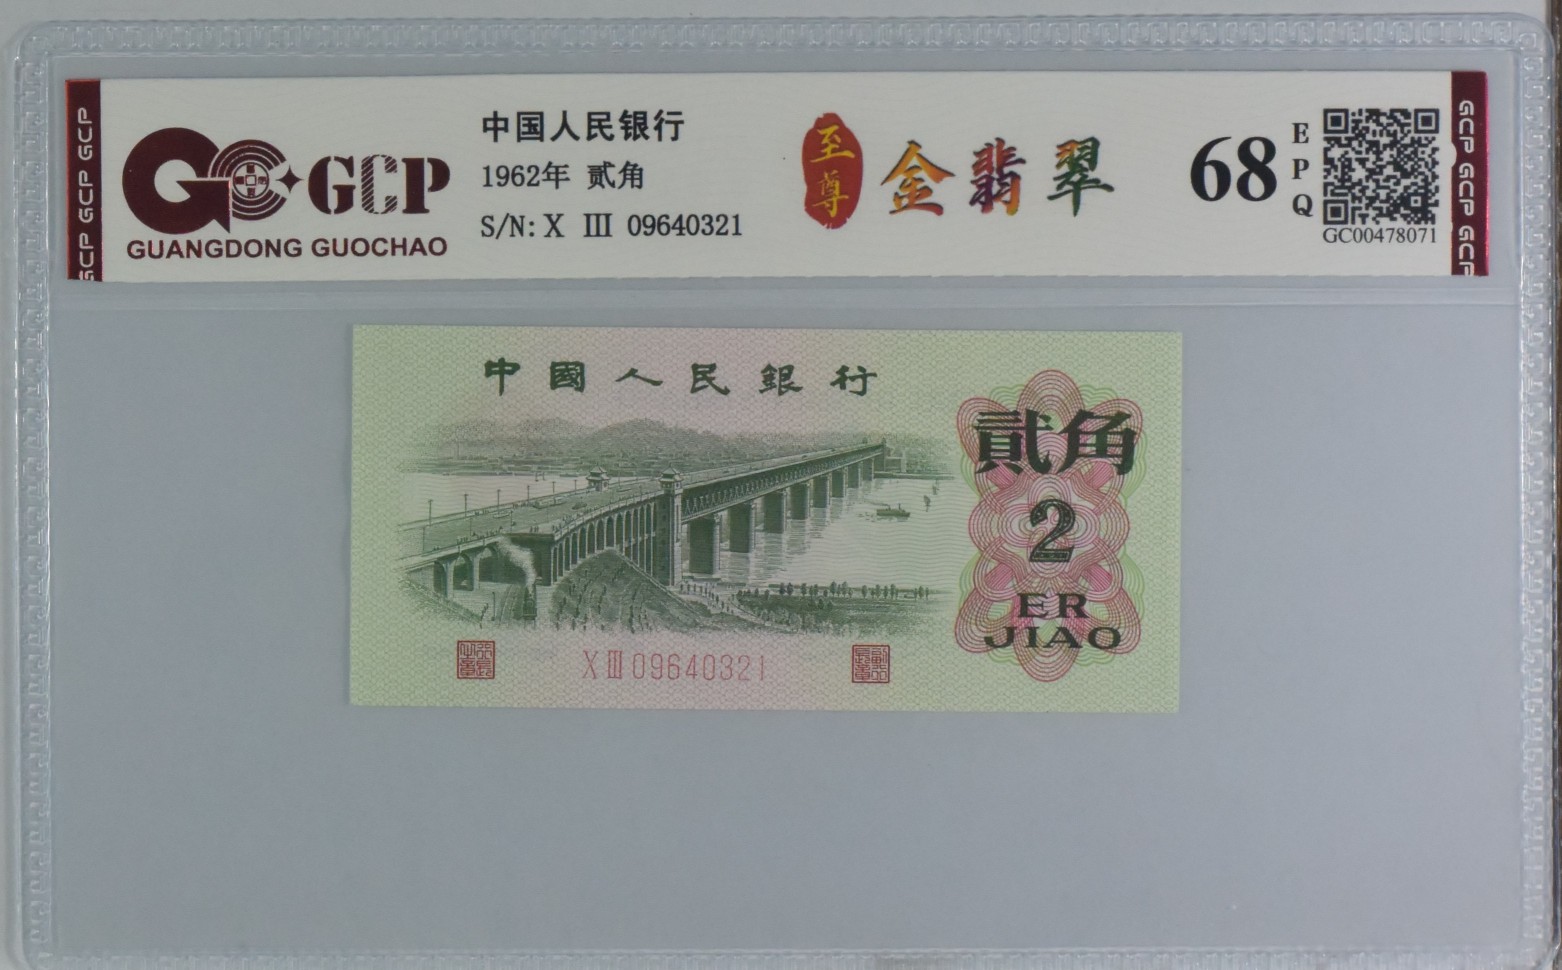 GCP GCP GCP
GCP
GUANGDONG GUOCHAO
中国人民银行
1962年 贰角
S/N: X III 09640321
至尊
金翡翠
68
EPQ
GC00478071
GCP GCP GCP
中國人民銀行
貳角
2
ER
JIAO
X III 09640321